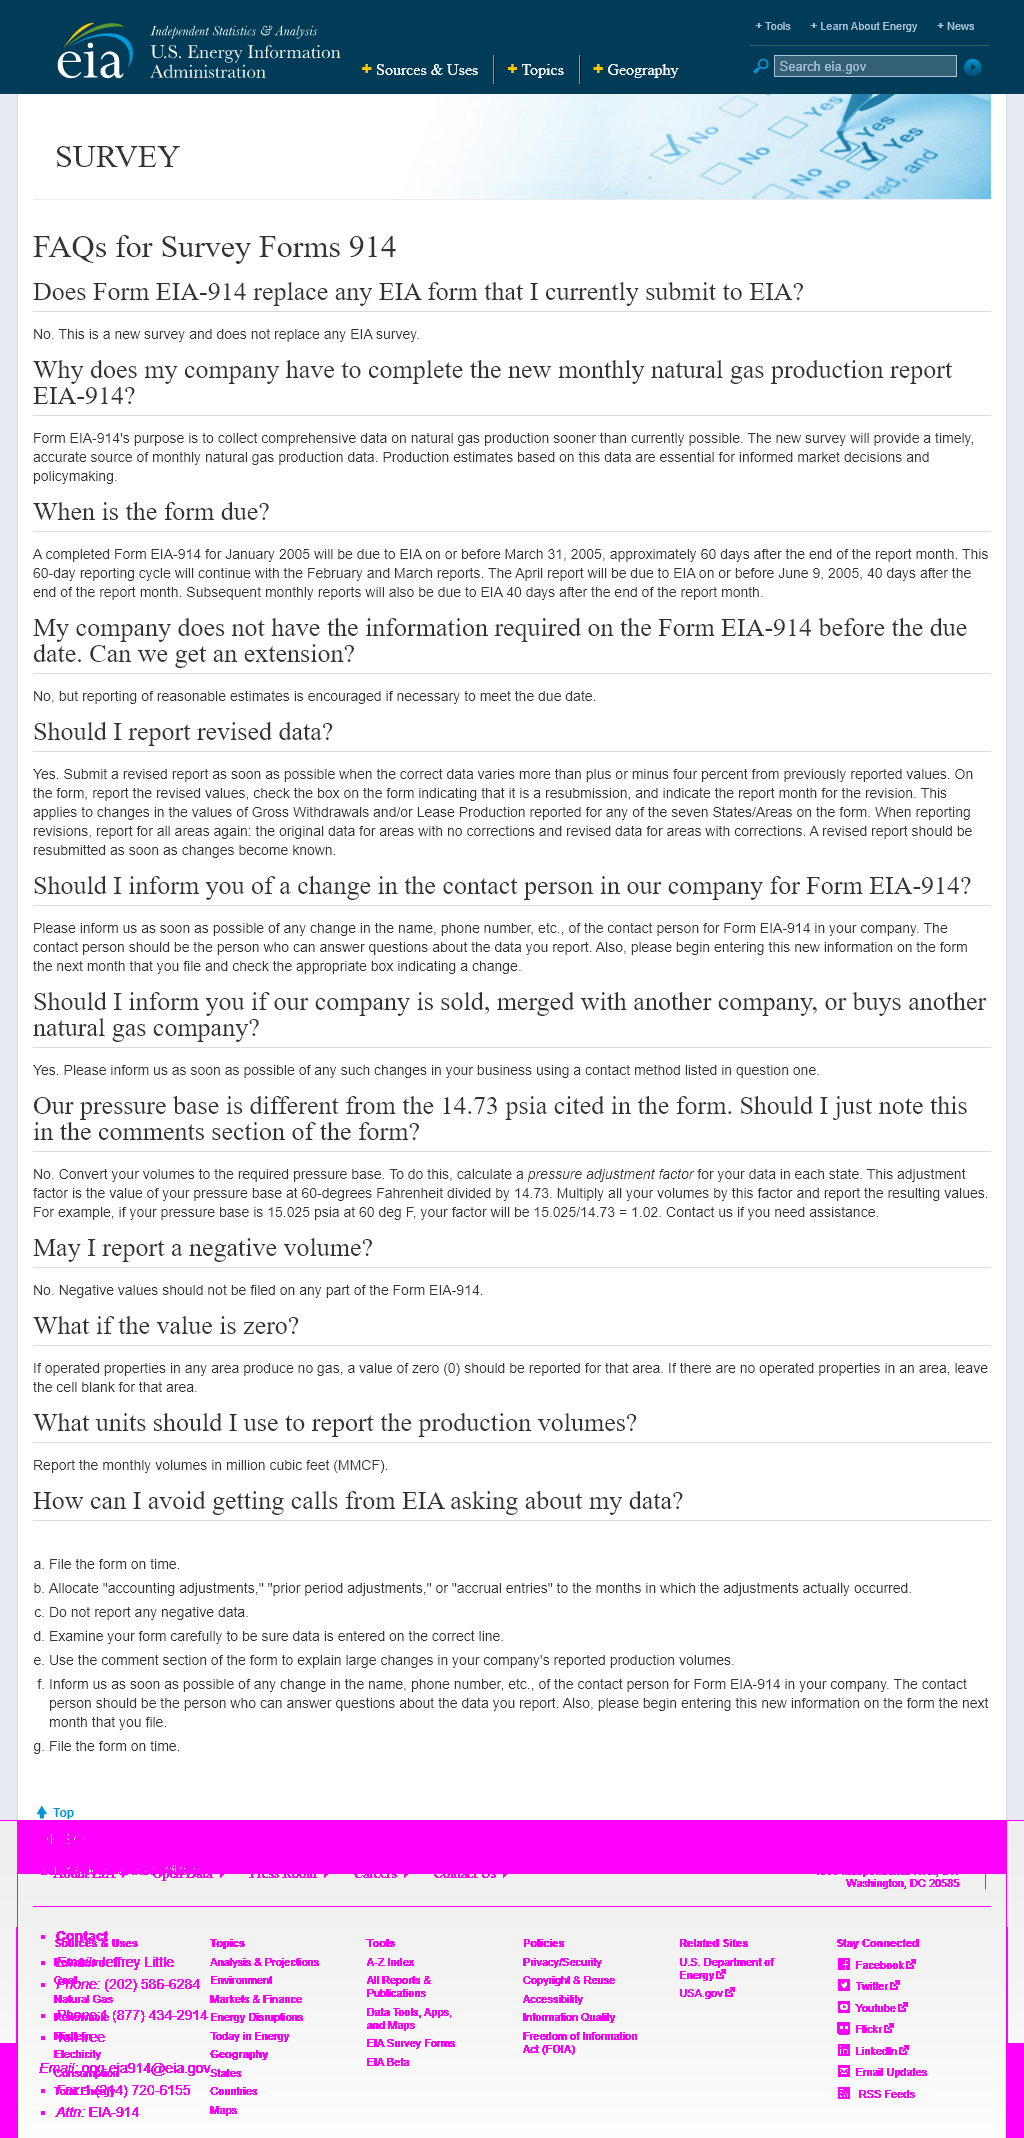 Independent Statistics & Analysis
U.S. Energy Information
Administration
eia
+ Sources & Uses
+ Topics
+ Geography
+ Tools
+ Learn About Energy
+ News
Search eia.gov
SURVEY
No
Yes
No
Yes
Yes
No
No
FAQs for Survey Forms 914
Does Form EIA-914 replace any EIA form that I currently submit to EIA?
No. This is a new survey and does not replace any EIA survey.
Why does my company have to complete the new monthly natural gas production report
EIA-914?
Form EIA-914's purpose is to collect comprehensive data on natural gas production sooner than currently possible. The new survey will provide a timely,
accurate source of monthly natural gas production data. Production estimates based on this data are essential for informed market decisions and
policymaking.
When is the form due?
A completed Form EIA-914 for January 2005 will be due to EIA on or before March 31, 2005, approximately 60 days after the end of the report month. This
60-day reporting cycle will continue with the February and March reports. The April report will be due to EIA on or before June 9, 2005, 40 days after the
end of the report month. Subsequent monthly reports will also be due to EIA 40 days after the end of the report month.
My company does not have the information required on the Form EIA-914 before the due
date. Can we get an extension?
No, but reporting of reasonable estimates is encouraged if necessary to meet the due date.
Should I report revised data?
Yes. Submit a revised report as soon as possible when the correct data varies more than plus or minus four percent from previously reported values. On
the form, report the revised values, check the box on the form indicating that it is a resubmission, and indicate the report month for the revision. This
applies to changes in the values of Gross Withdrawals and/or Lease Production reported for any of the seven States/Areas on the form. When reporting
revisions, report for all areas again: the original data for areas with no corrections and revised data for areas with corrections. A revised report should be
resubmitted as soon as changes become known.
Should I inform you of a change in the contact person in our company for Form EIA-914?
Please inform us as soon as possible of any change in the name, phone number, etc., of the contact person for Form EIA-914 in your company. The
contact person should be the person who can answer questions about the data you report. Also, please begin entering this new information on the form
the next month that you file and check the appropriate box indicating a change.
Should I inform you if our company is sold, merged with another company, or buys another
natural gas company?
Yes. Please inform us as soon as possible of any such changes in your business using a contact method listed in question one.
Our pressure base is different from the 14.73 psia cited in the form. Should I just note this
in the comments section of the form?
No. Convert your volumes to the required pressure base. To do this, calculate a pressure adjustment factor for your data in each state. This adjustment
factor is the value of your pressure base at 60-degrees Fahrenheit divided by 14.73. Multiply all your volumes by this factor and report the resulting values.
For example, if your pressure base is 15.025 psia at 60 deg F, your factor will be 15.025/14.73 = 1.02. Contact us if you need assistance.
May I report a negative volume?
No. Negative values should not be filed on any part of the Form EIA-914.
What if the value is zero?
If operated properties in any area produce no gas, a value of zero (0) should be reported for that area. If there are no operated properties in an area, leave
the cell blank for that area.
What units should I use to report the production volumes?
Report the monthly volumes in million cubic feet (MMCF).
How can I avoid getting calls from EIA asking about my data?
a. File the form on time.
b. Allocate "accounting adjustments," "prior period adjustments," or "accrual entries" to the months in which the adjustments actually occurred.
c. Do not report any negative data.
d. Examine your form carefully to be sure data is entered on the correct line.
e. Use the comment section of the form to explain large changes in your company's reported production volumes.
f. Inform us as soon as possible of any change in the name, phone number, etc., of the contact person for Form EIA-914 in your company. The contact
person should be the person who can answer questions about the data you report. Also, please begin entering this new information on the form the next
month that you file.
g. File the form on time.
Top
Washington, DC 20585
Contact
Jeffrey Little
Phone: (202) 586-6284
(877) 434-2914
Email: oog.eia914@eia.gov
(214) 720-6155
Attn: EIA-914
Sources & Uses
Natural Gas
Electricity
Topics
Analysis & Projections
Environment
Markets & Finance
Energy Disruptions
Today in Energy
Geography
States
Countries
Maps
Tools
A-Z Index
All Reports &
Publications
Data Tools, Apps,
and Maps
EIA Survey Forms
EIA Beta
Policies
Privacy/Security
Copyright & Reuse
Accessibility
Information Quality
Freedom of Information
Act (FOIA)
Related Sites
U.S. Department of
Energy
USA.gov
Stay Connected
Facebook
Twitter
Youtube
Flickr
LinkedIn
Email Updates
RSS Feeds